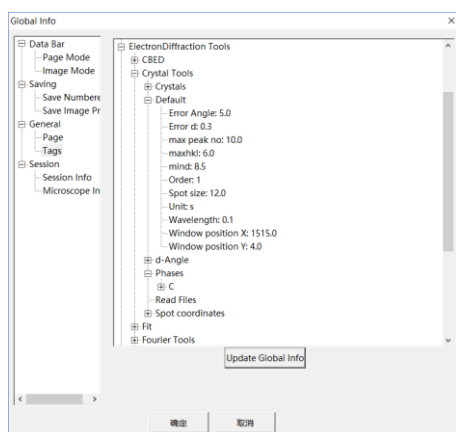 Global Info
Data Bar
Page Mode
Image Mode
Saving
Save Numbere
Save Image Pr
General
Page
Tags
Session
Session Info
Microscope In
ElectronDiffraction Tools
CBED
Crystal Tools
Crystals
Default
Error Angle: 5.0
Error d: 0.3
max peak no: 10.0
maxhkl: 6.0
mind: 8.5
Order: 1
Spot size: 12.0
Unit: s
Wavelength: 0.1
Window position X: 1515.0
Window position Y: 4.0
d-Angle
Phases
C
Read Files
Spot coordinates
Fit
Fourier Tools
Update Global Info
确定 取消